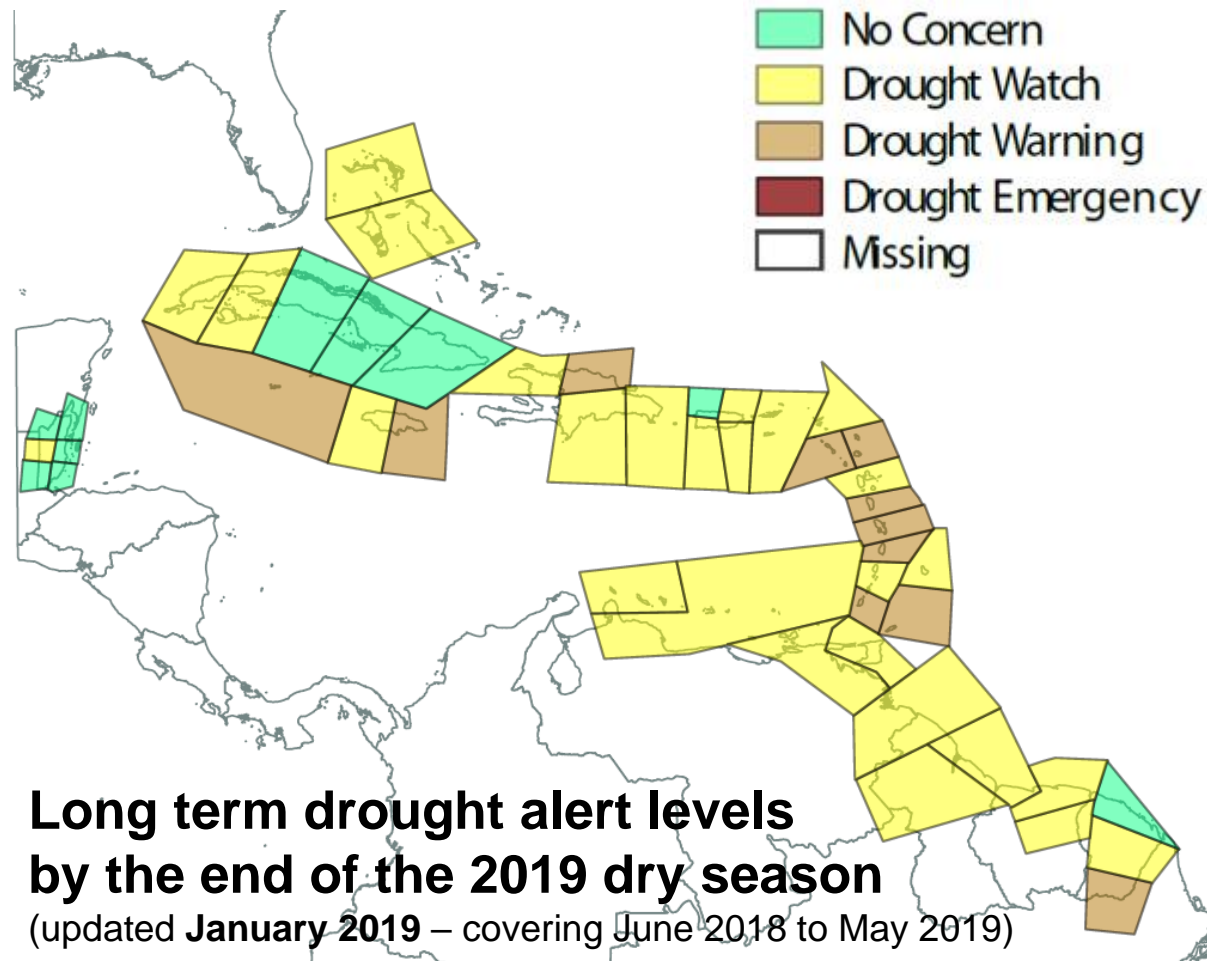 No Concern
Drought Watch
Drought Warning
Drought Emergency
Missing
Long term drought alert levels
by the end of the 2019 dry season
(updated January 2019 – covering June 2018 to May 2019)